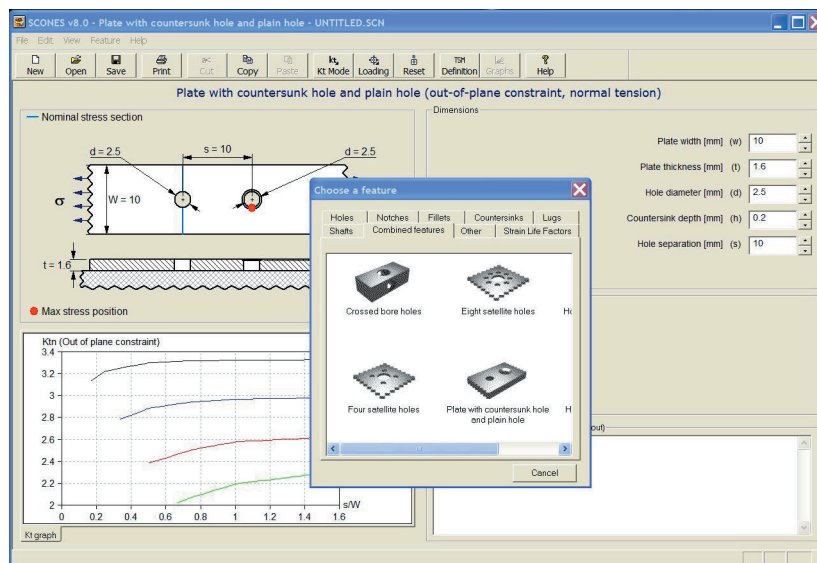 SCONES v8.0 - Plate with countersunk hole and plain hole - UNTITLED.SCN
File Edit View Feature Help
New Open Save Print Cut Copy Paste Kt Mode Loading Reset Definition Graphs Help
Plate with countersunk hole and plain hole (out-of-plane constraint, normal tension)
Nominal stress section
d = 2.5
s = 10
d = 2.5
σ
W = 10
t = 1.6
Max stress position
Dimensions
Plate width [mm] (w) 10
Plate thickness [mm] (t) 1.6
Hole diameter [mm] (d) 2.5
Countersink depth [mm] (h) 0.2
Hole separation [mm] (s) 10
Choose a feature
Holes Notches Fillets Countersinks Lugs
Shafts Combined features Other Strain Life Factors
Crossed bore holes
Eight satellite holes
Four satellite holes
Plate with countersunk hole
and plain hole
Cancel
Ktn (Out of plane constraint)
3.4
3.2
3
2.8
2.6
2.4
2.2
2
0 0.2 0.4 0.6 0.8 1 1.2 1.4 1.6
s/W
Kt graph